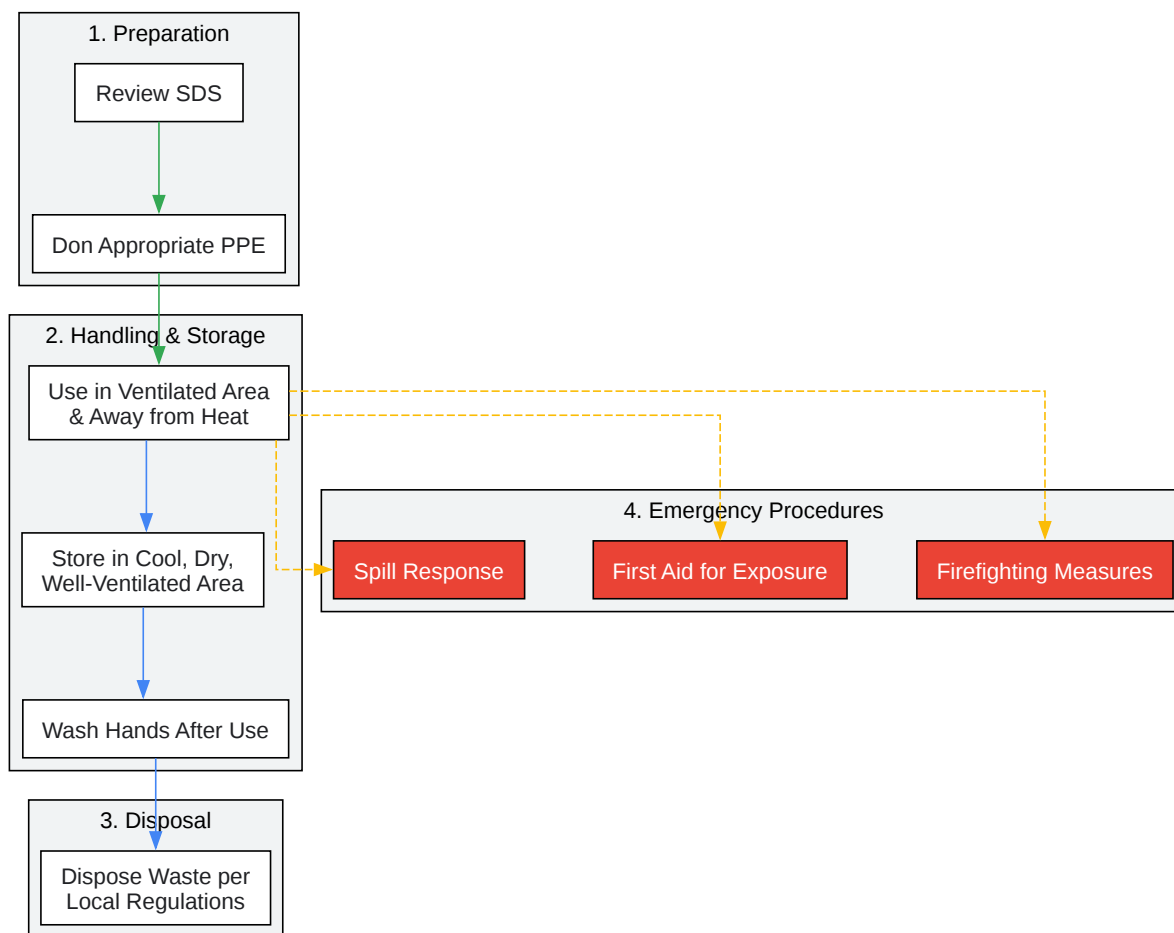 1. Preparation
Review SDS
Don Appropriate PPE
2. Handling & Storage
Use in Ventilated Area
& Away from Heat
Store in Cool, Dry,
Well-Ventilated Area
Wash Hands After Use
3. Disposal
Dispose Waste per
Local Regulations
4. Emergency Procedures
Spill Response
First Aid for Exposure
Firefighting Measures